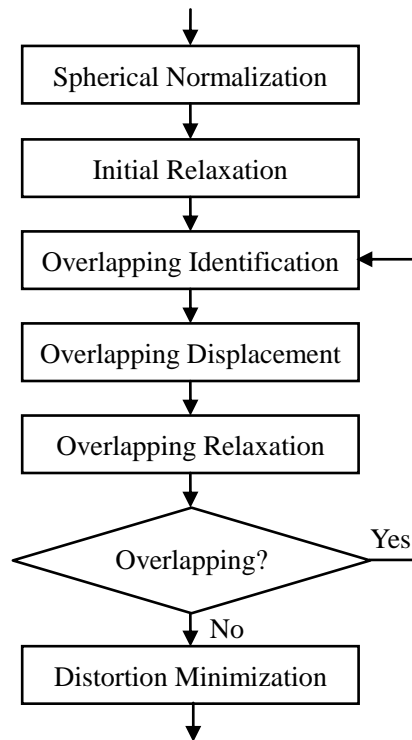 Spherical Normalization
Initial Relaxation
Overlapping Identification
Overlapping Displacement
Overlapping Relaxation
Overlapping?
Yes
No
Distortion Minimization